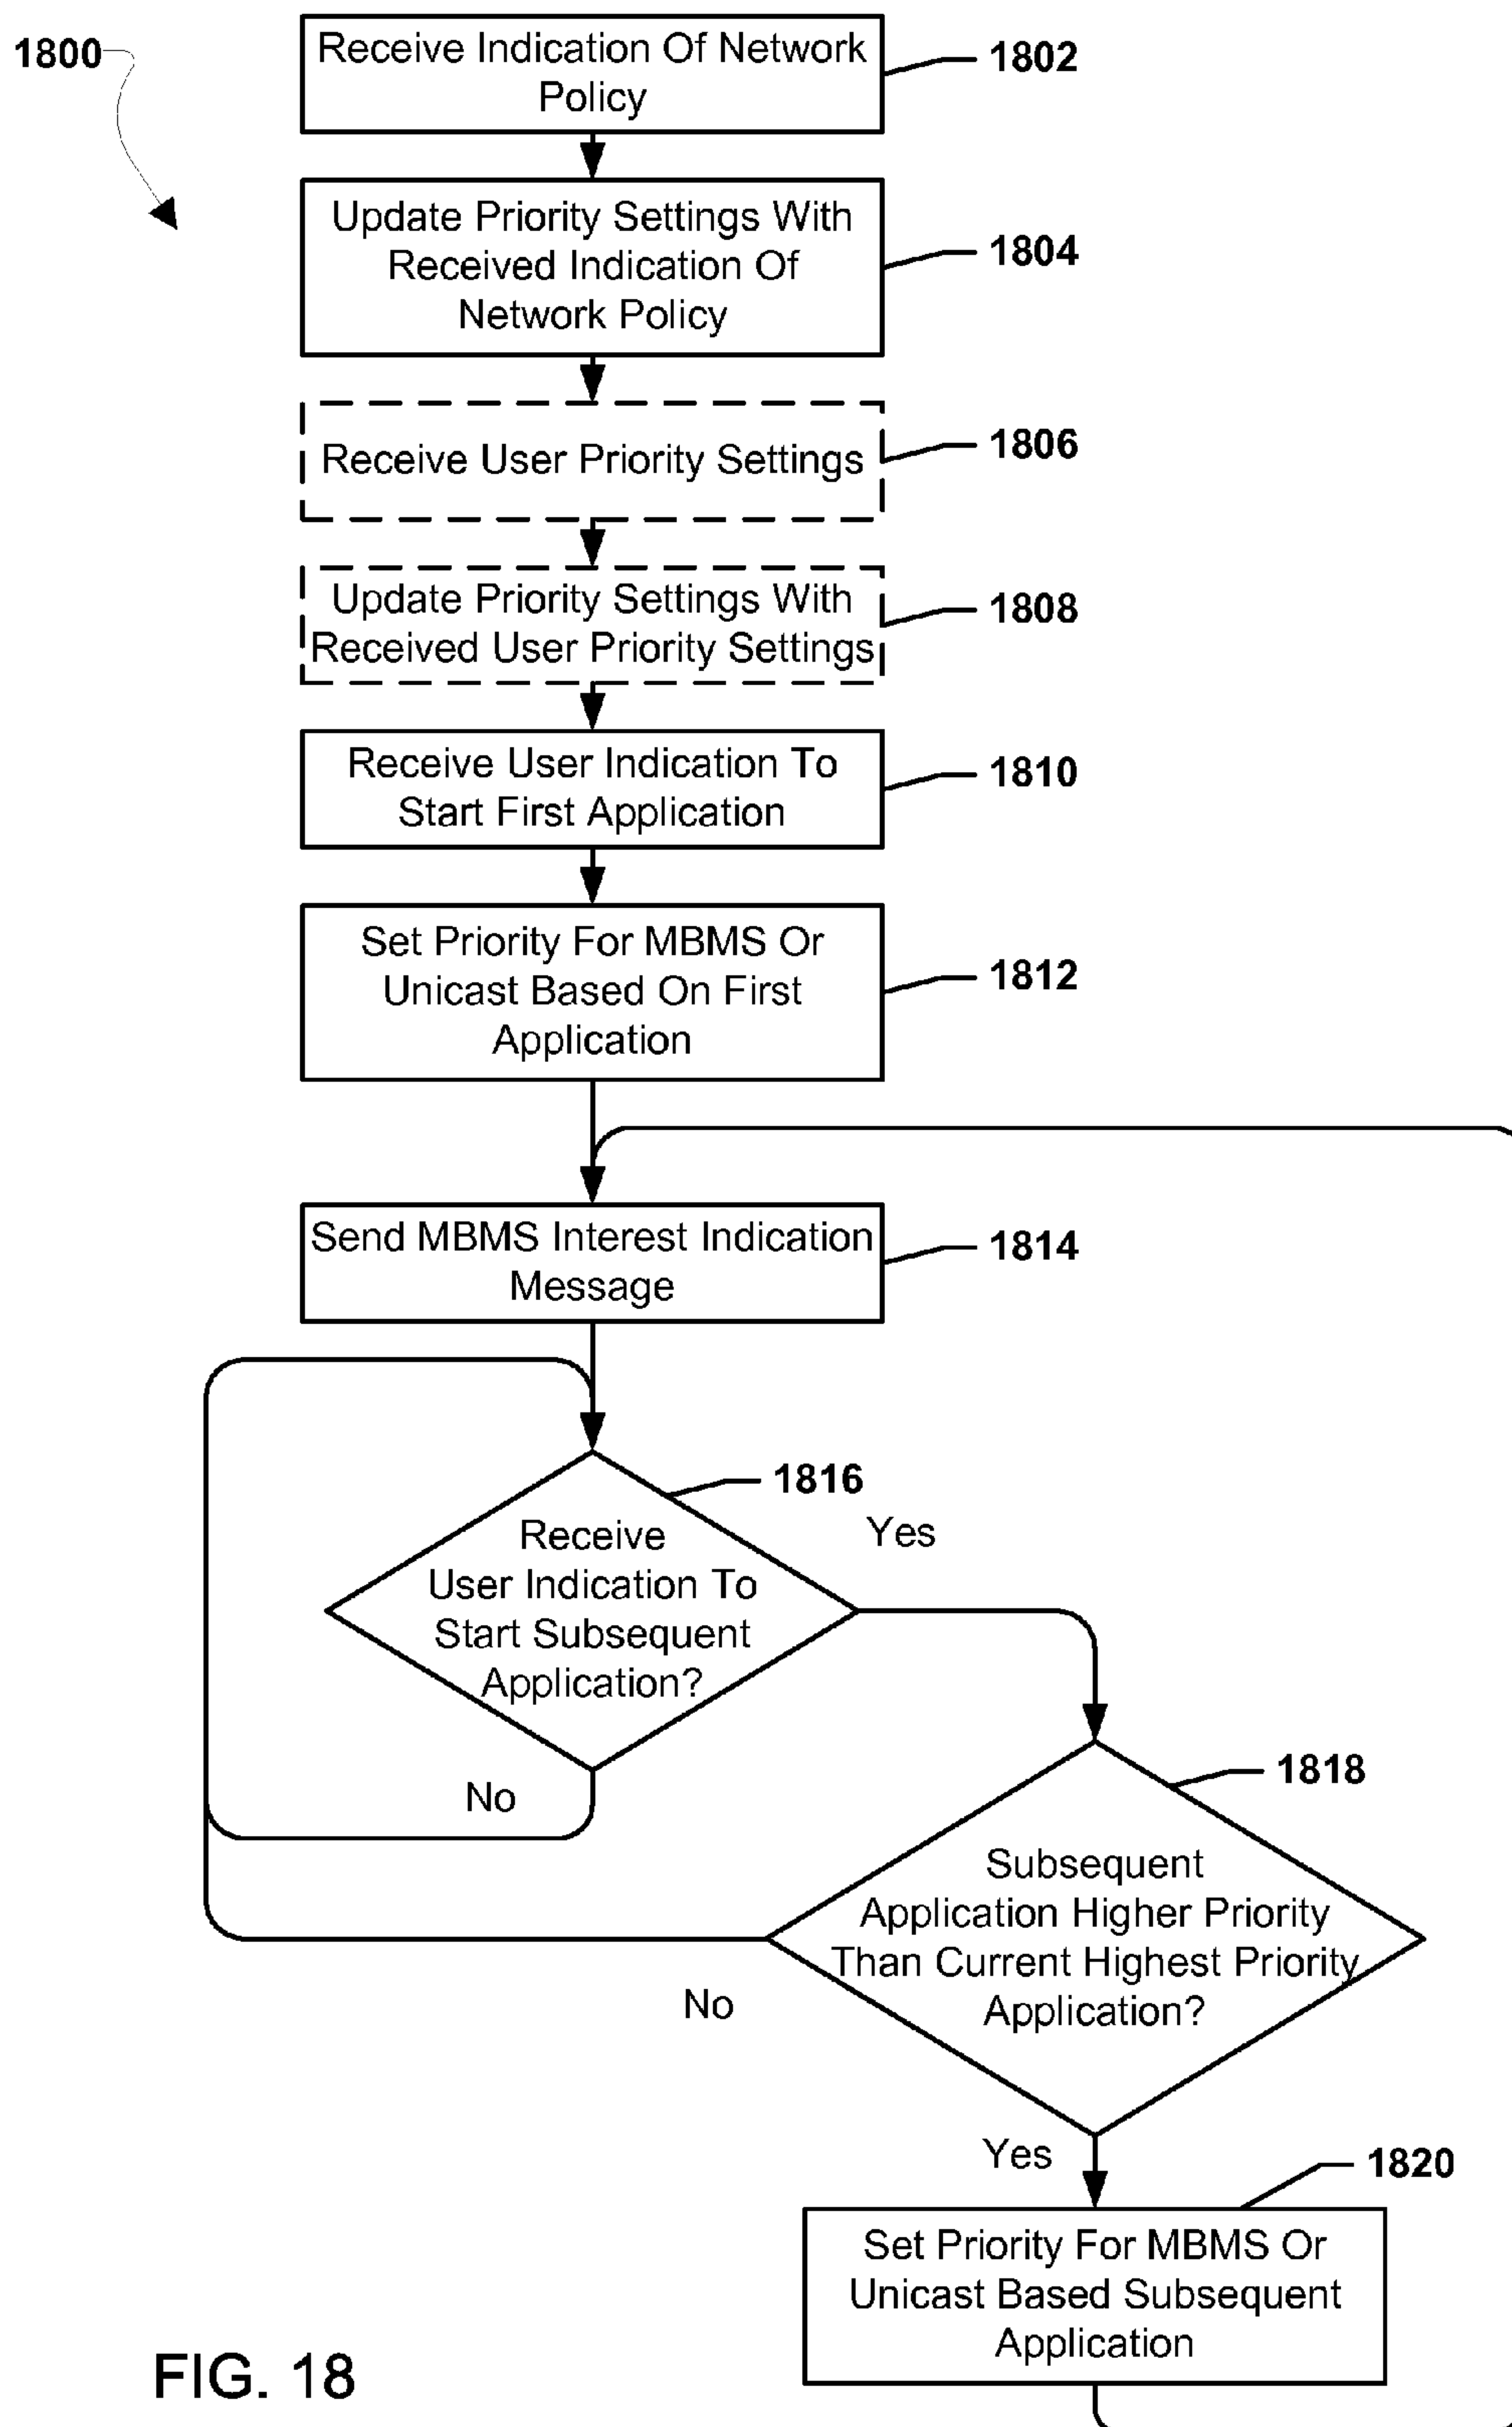 1800
Receive Indication Of Network
Policy
1802
Update Priority Settings With
Received Indication Of
Network Policy
1804
Receive User Priority Settings
1806
Update Priority Settings With
Received User Priority Settings
1808
Receive User Indication To
Start First Application
1810
Set Priority For MBMS Or
Unicast Based On First
Application
1812
Send MBMS Interest Indication
Message
1814
1816
Receive
User Indication To
Start Subsequent
Application?
Yes
No
1818
Subsequent
Application Higher Priority
Than Current Highest Priority
Application?
No
Yes
1820
Set Priority For MBMS Or
Unicast Based Subsequent
Application
FIG. 18